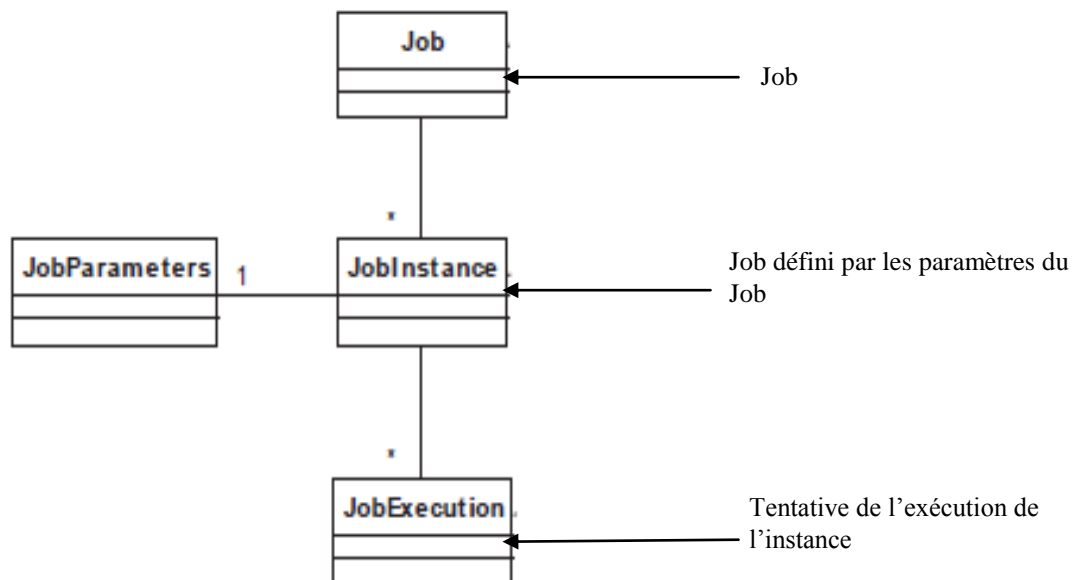 Job
Job
*
JobParameters
1
JobInstance
Job défini par les paramètres du
Job
*
JobExecution
Tentative de l’exécution de
l’instance